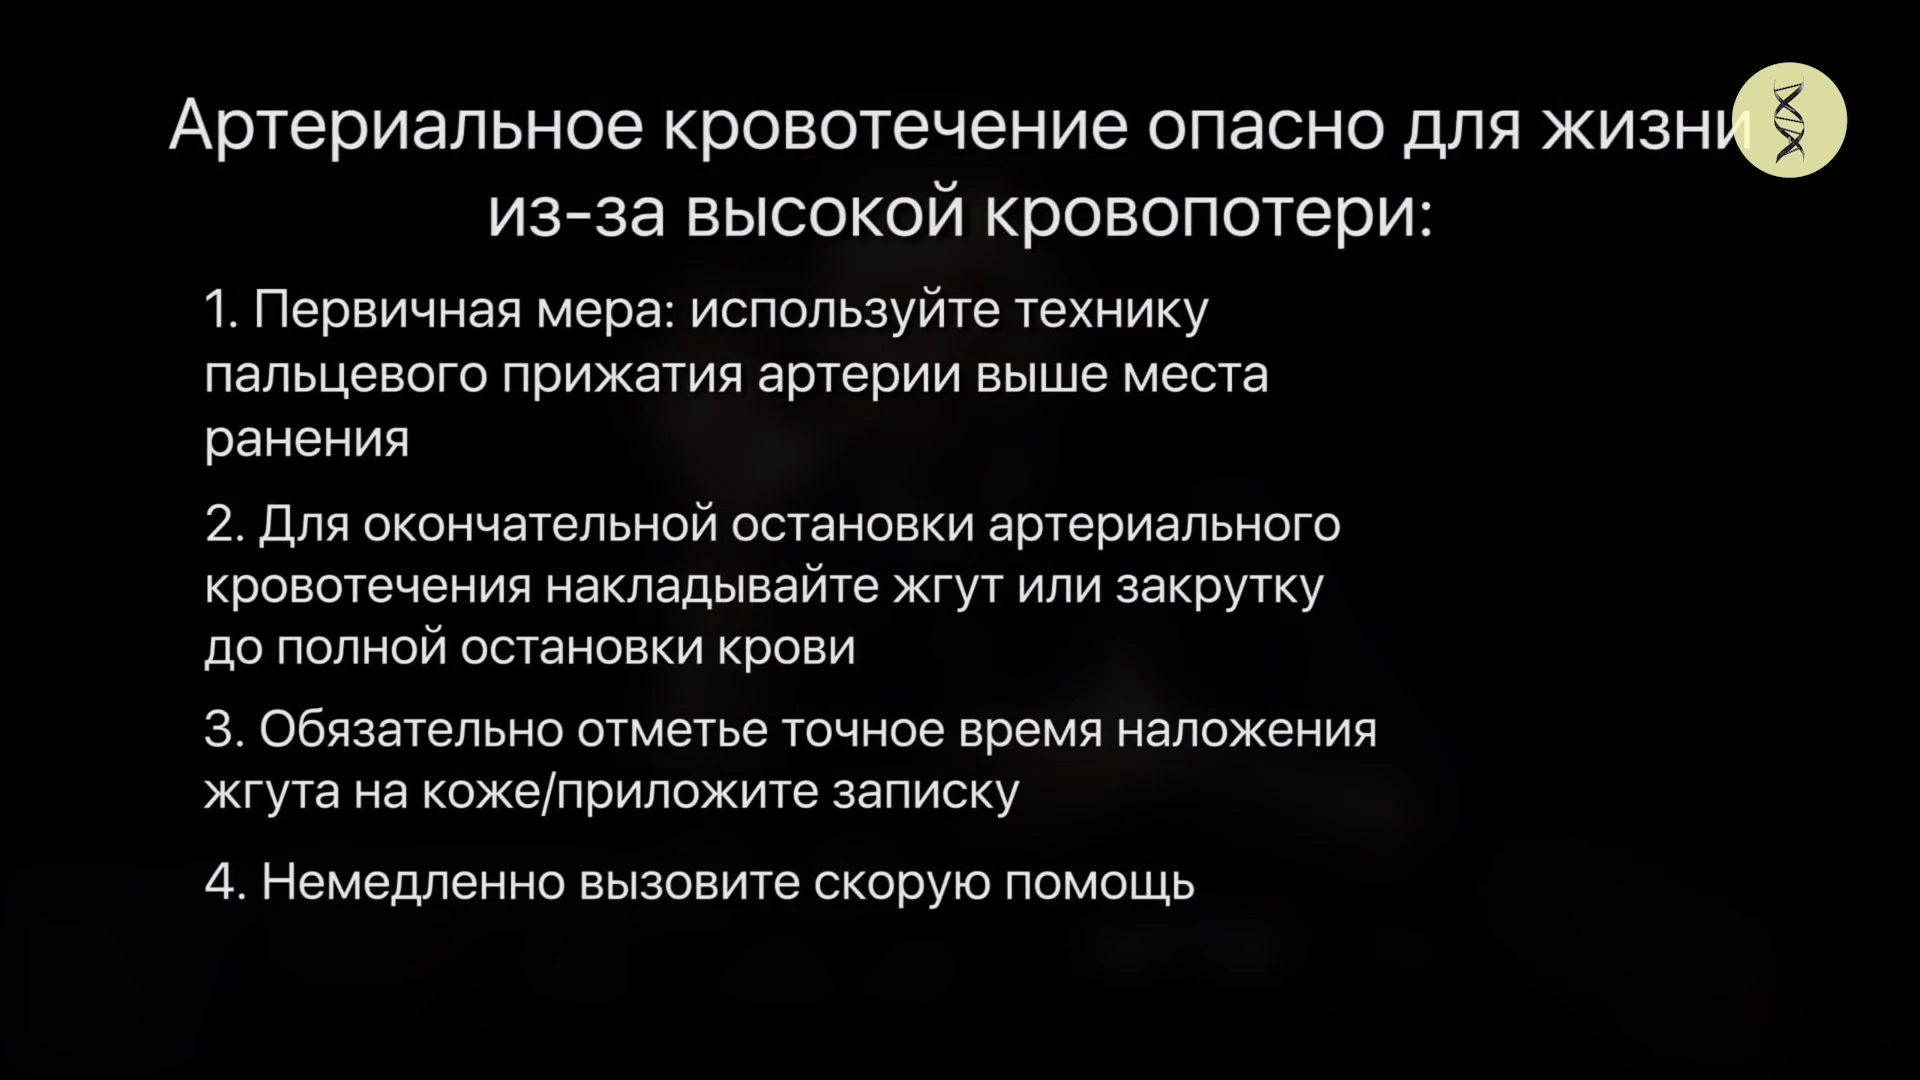 Артериальное кровотечение опасно для жизни
из-за высокой кровопотери:
1. Первичная мера: используйте технику
пальцевого прижатия артерии выше места
ранения
2. Для окончательной остановки артериального
кровотечения накладывайте жгут или закрутку
до полной остановки крови
3. Обязательно отметье точное время наложения
жгута на коже/приложите записку
4. Немедленно вызовите скорую помощь